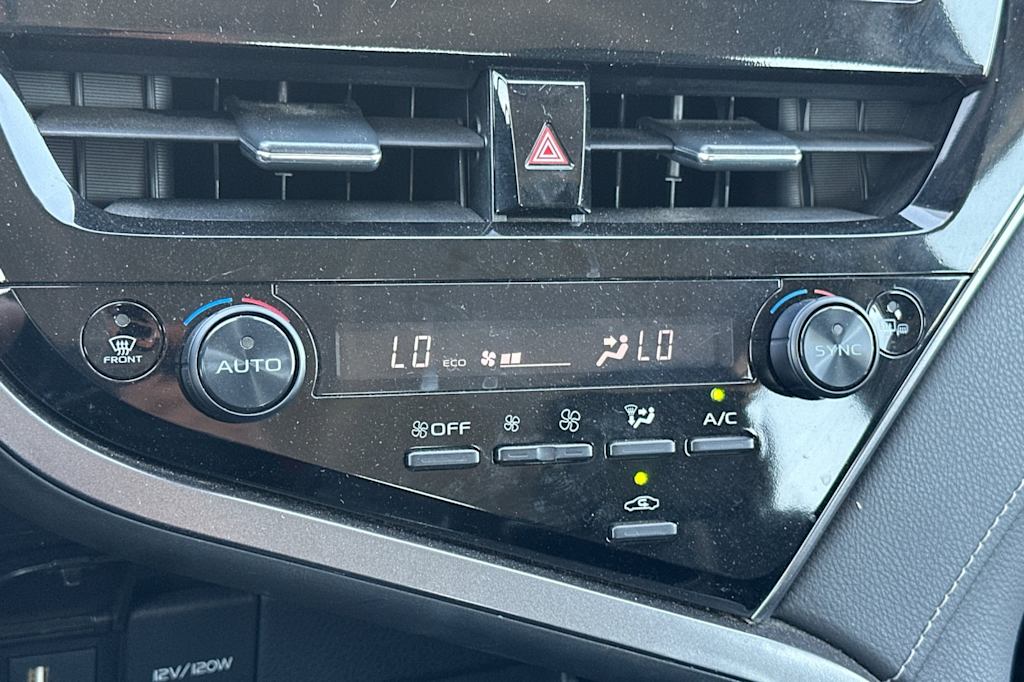 AUTO
FRONT
LO ECO LO
SYNC
OFF
A/C
12V/120W